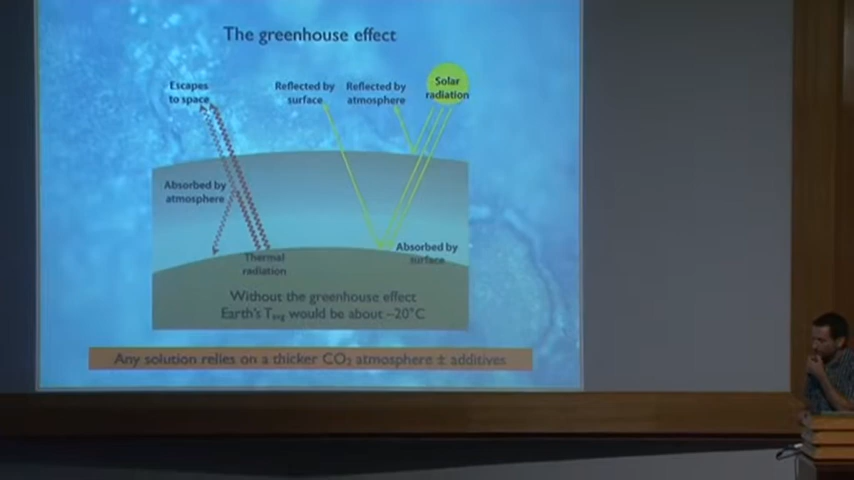 The greenhouse effect
Escapes
to space
Reflected by
surface
Reflected by
atmosphere
Solar
radiation
Absorbed by
atmosphere
Absorbed by
surface
Thermal
radiation
Without the greenhouse effect
Earth's Tavg would be about –20°C
Any solution relies on a thicker CO₂ atmosphere ± additives